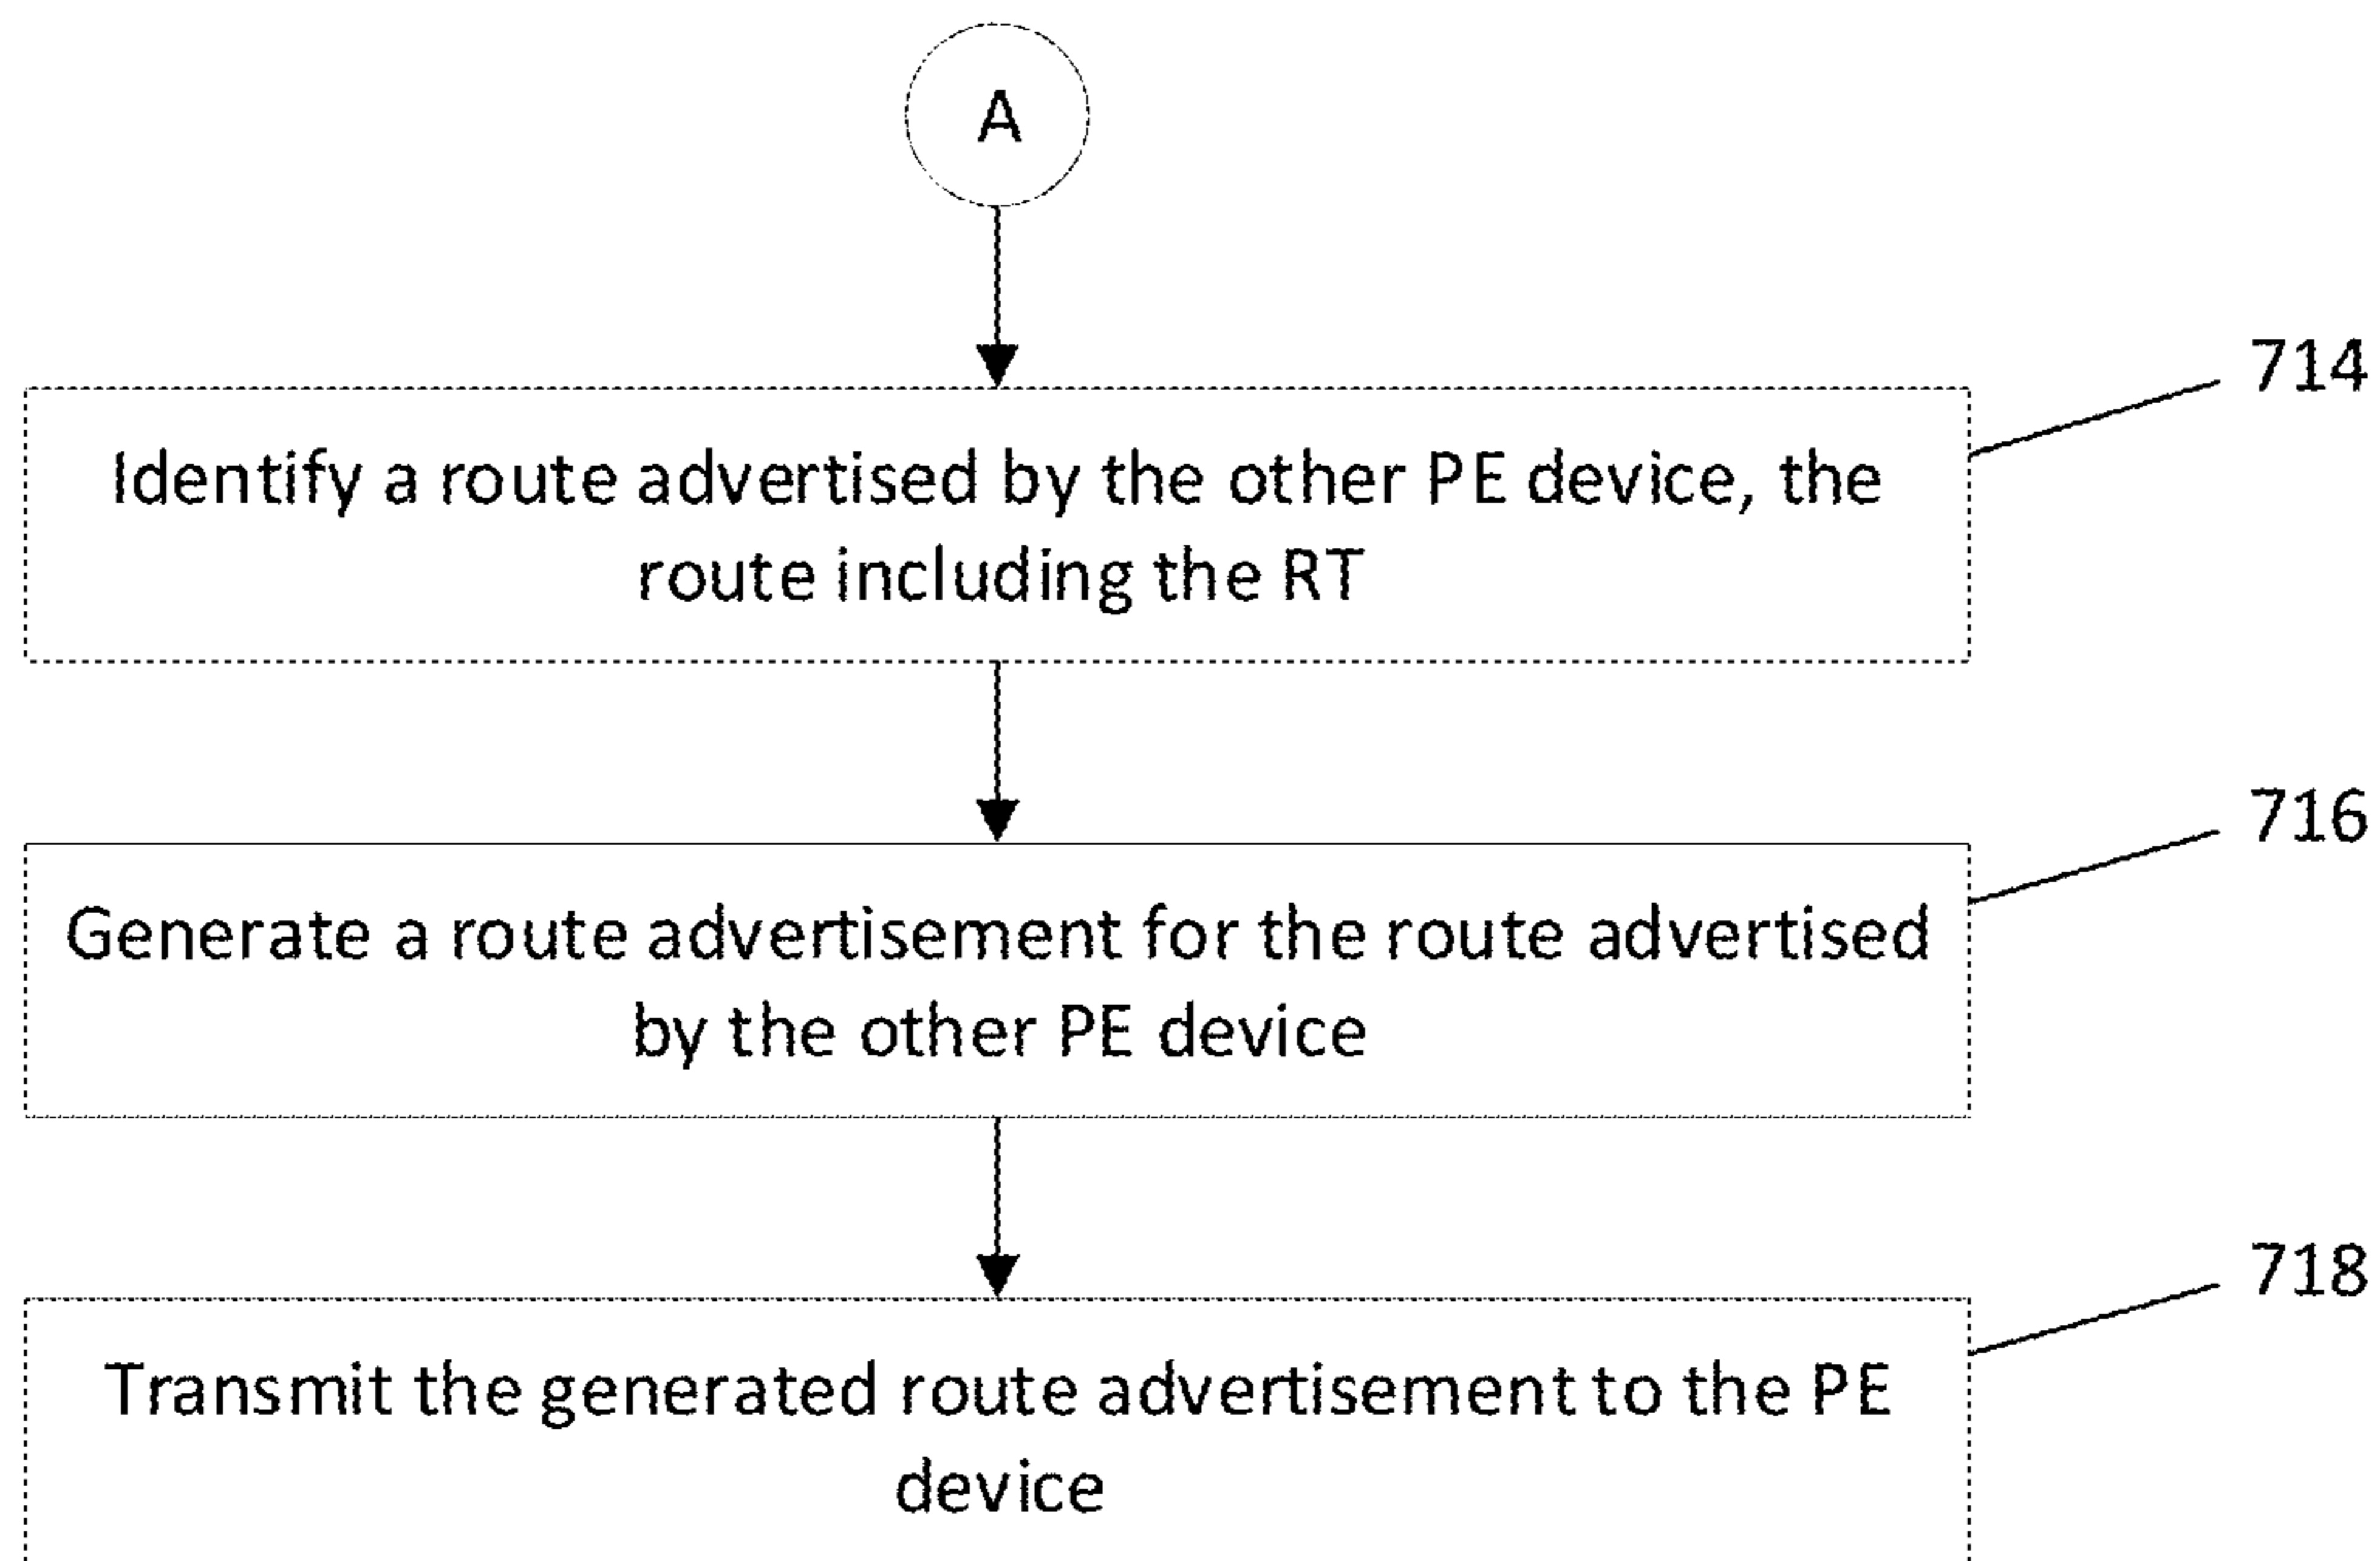 A
714
Identify a route advertised by the other PE device, the
route including the RT
716
Generate a route advertisement for the route advertised
by the other PE device
718
Transmit the generated route advertisement to the PE
device